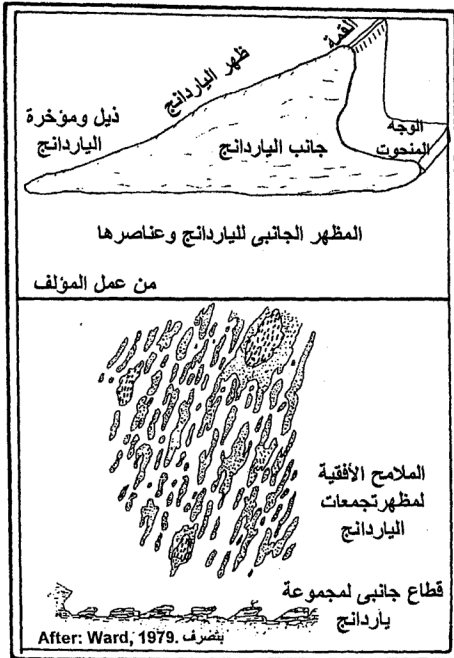 القمة
ظهر الياردانج
ذيل ومؤخرة
الياردانج
جانب الياردانج
الوجه
المنحوت
المظهر الجانبى للياردانج وعناصرها
من عمل المؤلف
الملامح الأفقية
لمظهرتجمعات
الياردانج
قطاع جانبى لمجموعة
ياردانج
After: Ward, 1979. بتصرف